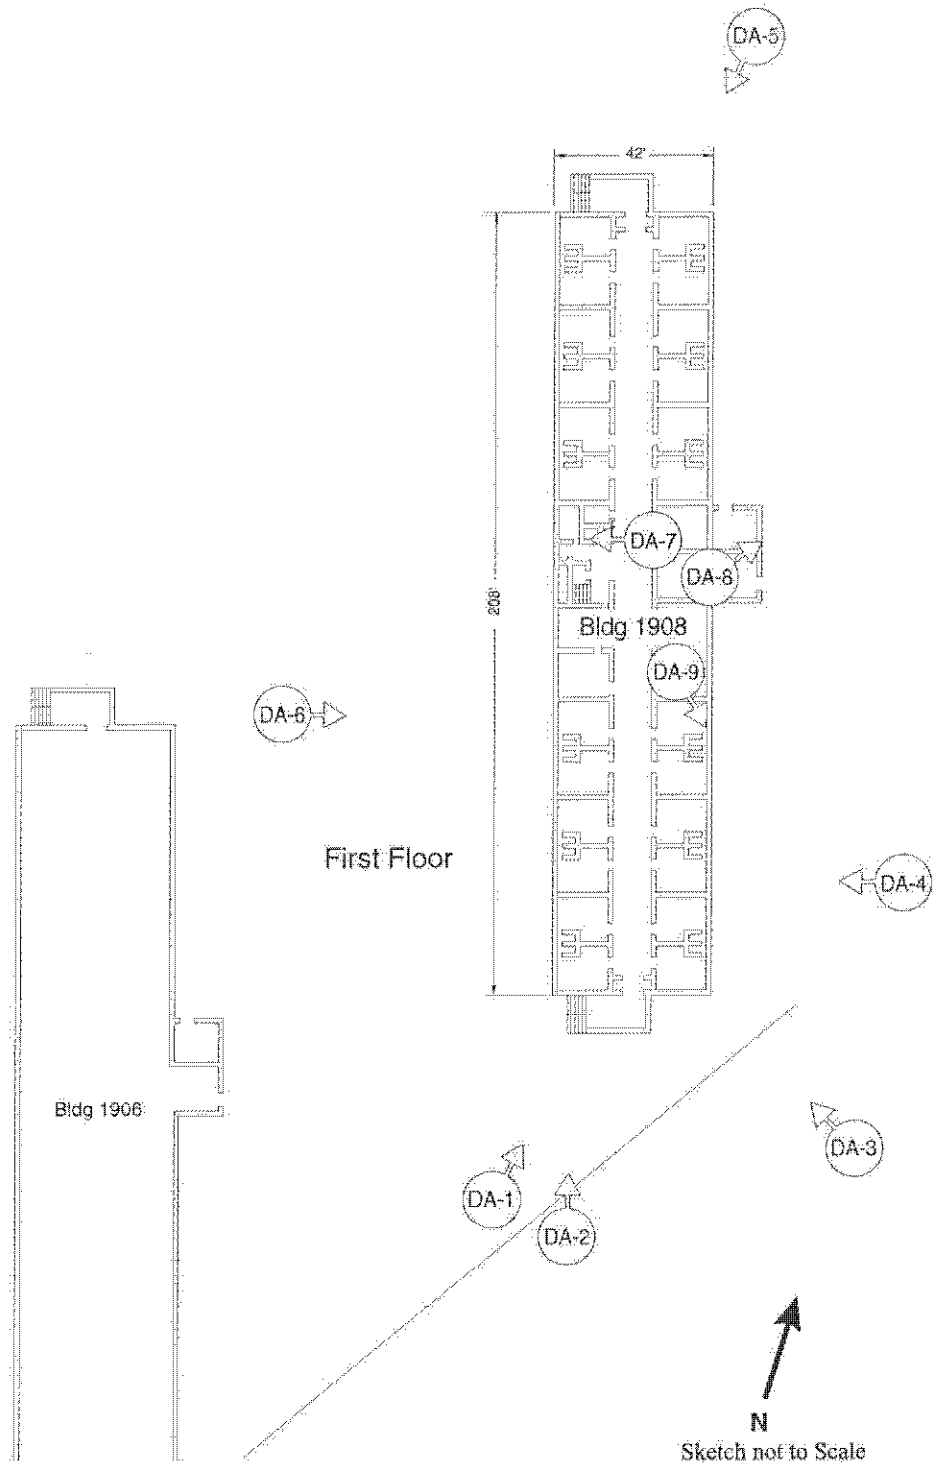 DA-5
42'
DA-7
DA-8
208'
Bldg 1908
DA-9
DA-6
First Floor
DA-4
Bldg 1906
DA-3
DA-1
DA-2
N
Sketch not to Scale